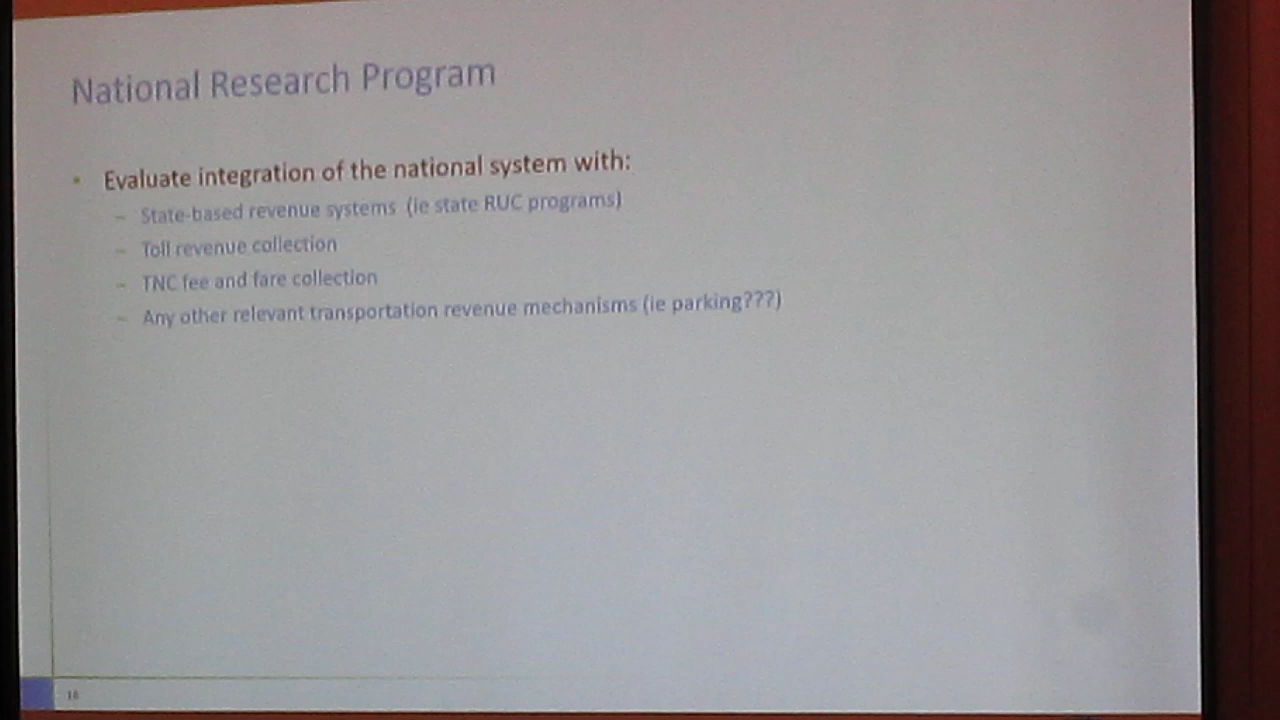 National Research Program
• Evaluate integration of the national system with:
– State-based revenue systems (ie state RUC programs)
– Toll revenue collection
– TNC fee and fare collection
– Any other relevant transportation revenue mechanisms (ie parking???)